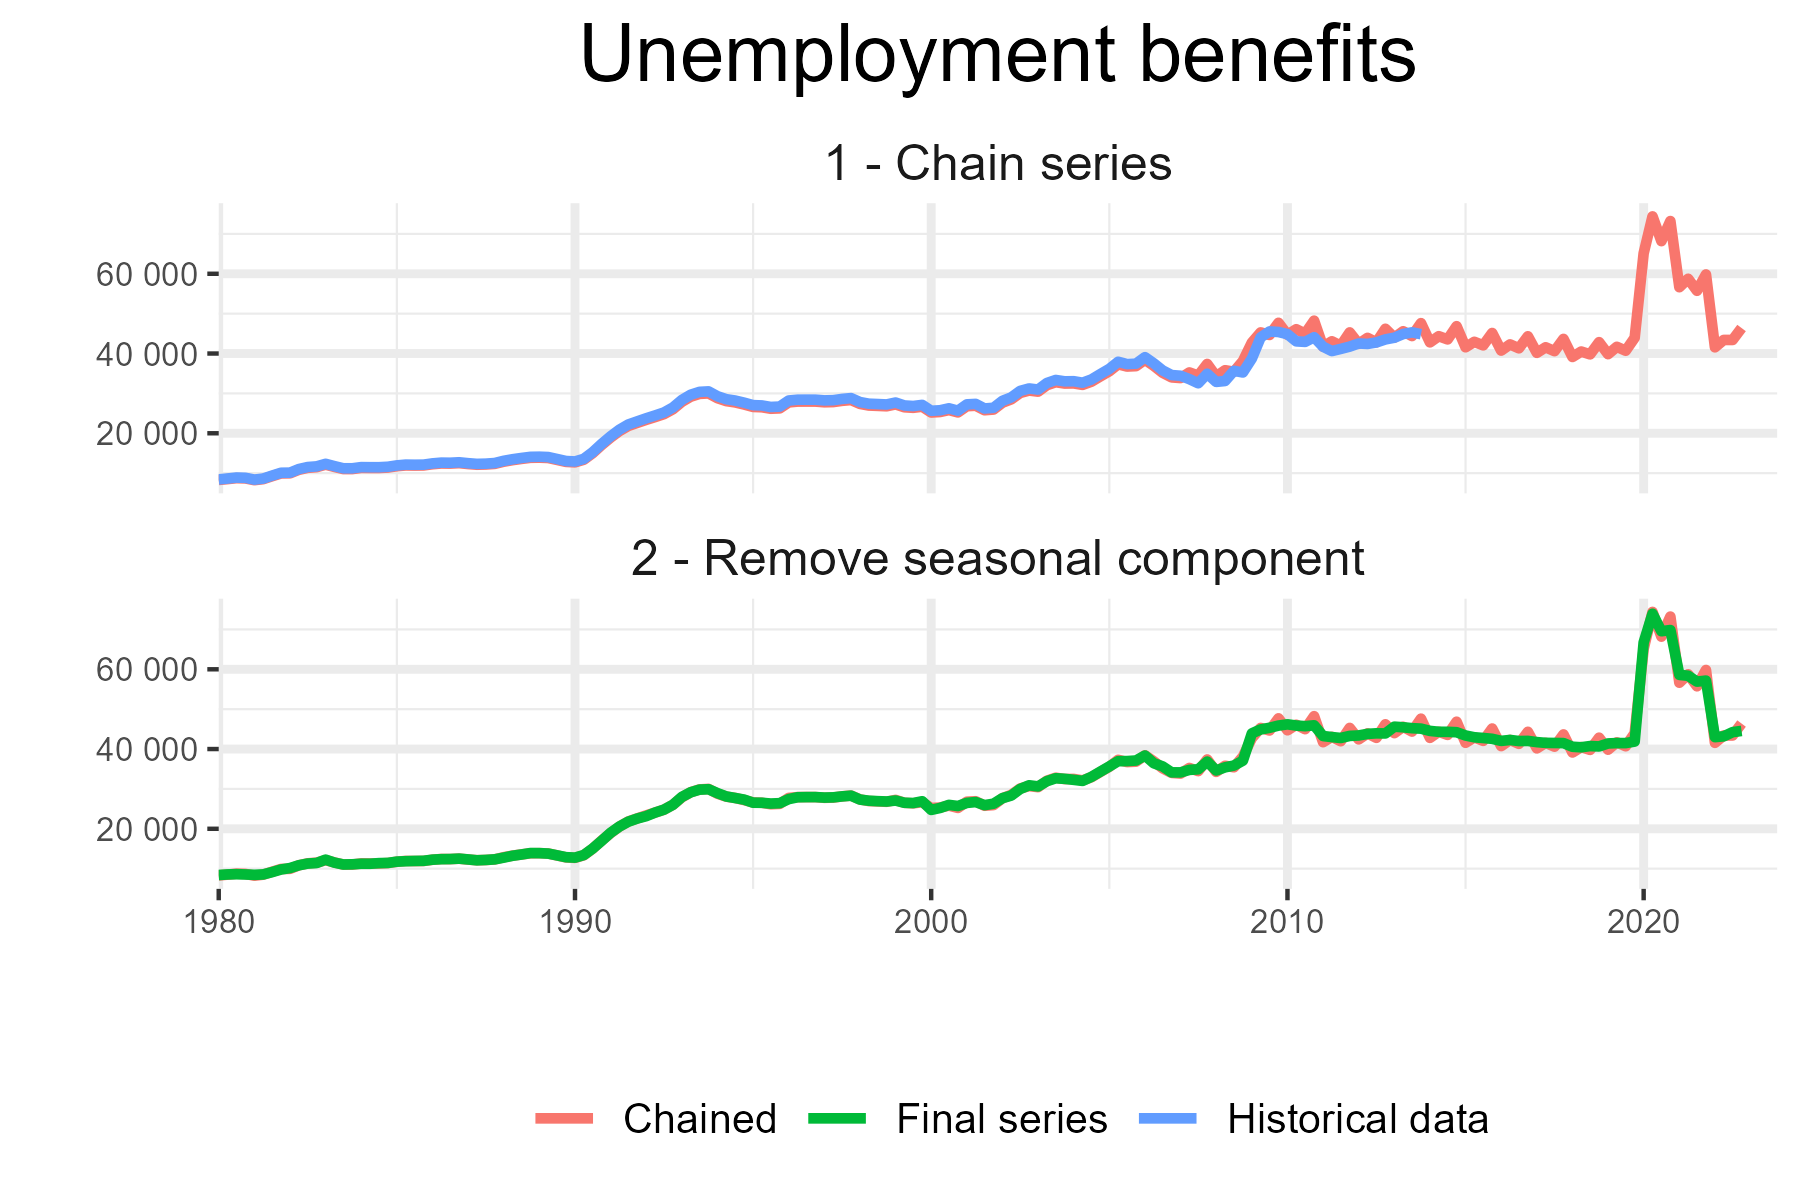 Unemployment benefits
1 - Chain series
60 000
40 000
20 000
2 - Remove seasonal component
60 000
40 000
20 000
1980 1990 2000 2010 2020
Chained Final series Historical data